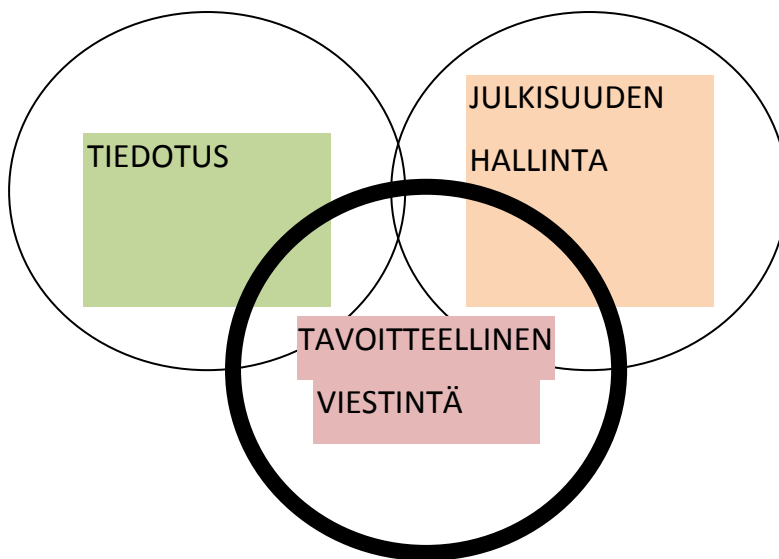 TIEDOTUS
JULKISUUDEN
HALLINTA
TAVOITTEELLINEN
VIESTINTÄ